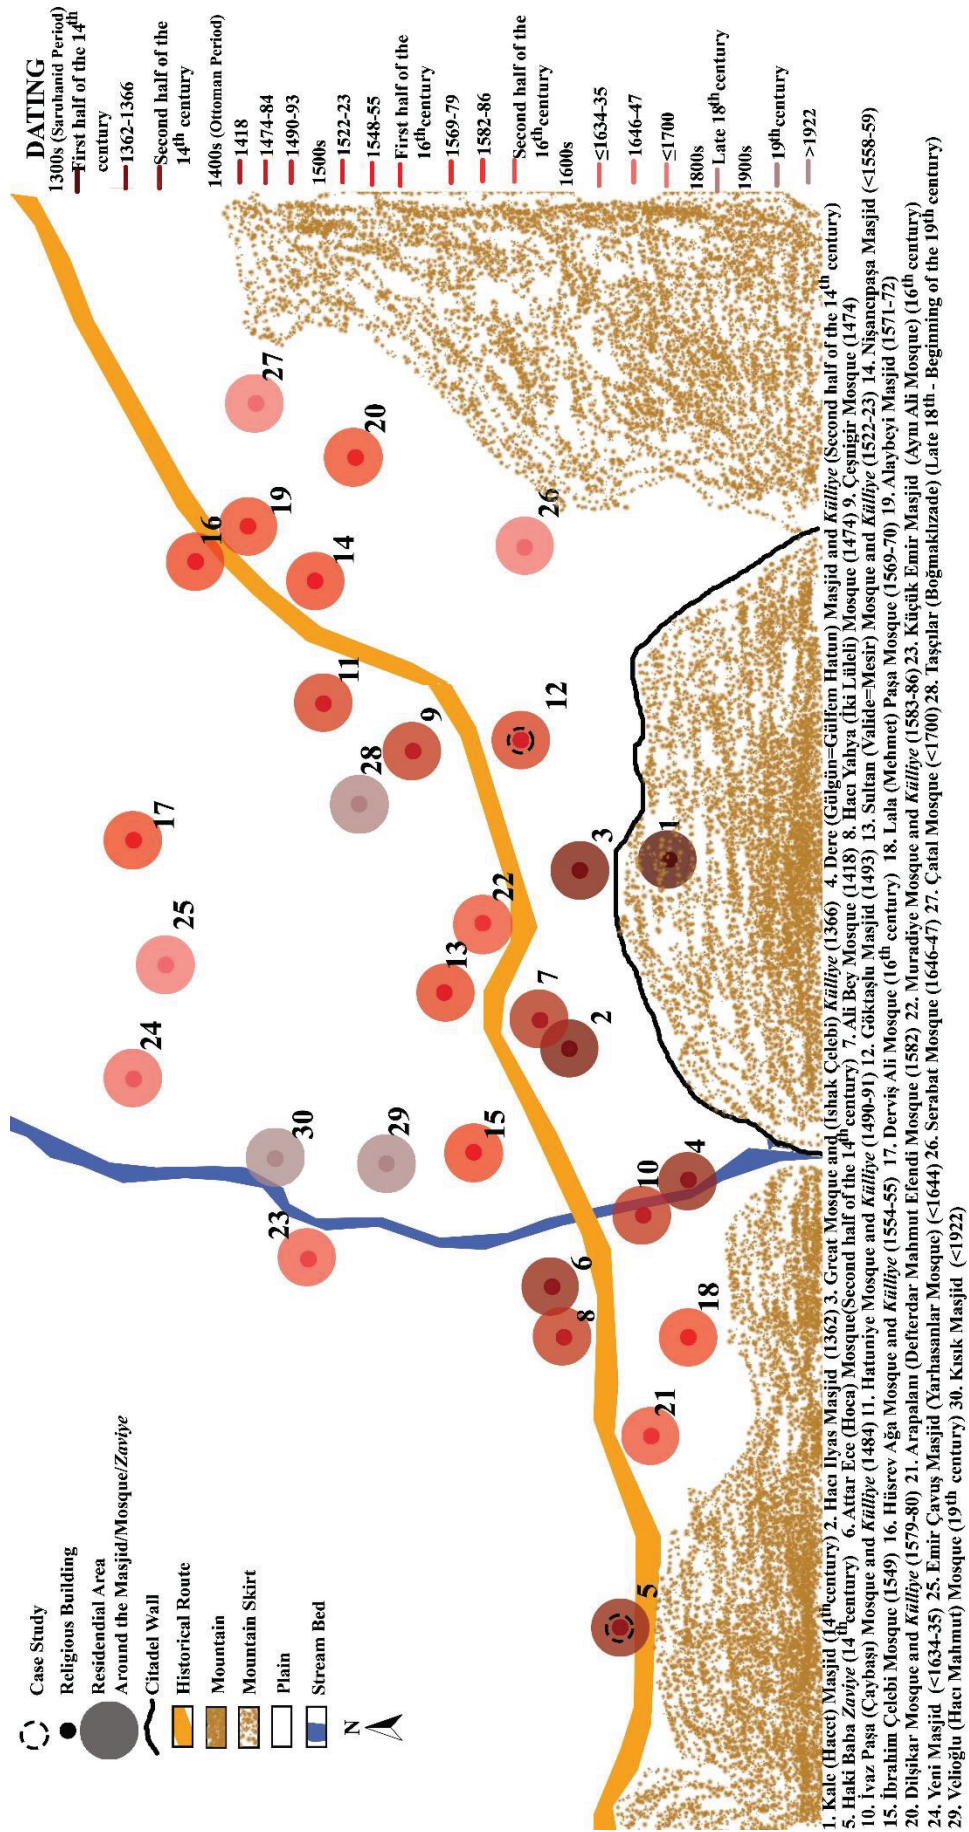 Case Study
Religious Building
Residendial Area
Around the Masjid/Mosque/Zaviye
Citadel Wall
Historical Route
Mountain
Mountain Skirt
Plain
Stream Bed
N
DATING
1300s (Saruhanid Period)
First half of the 14th
century
1362-1366
Second half of the
14th century
1400s (Ottoman Period)
1418
1474-84
1490-93
1500s
1522-23
1548-55
First half of the
16th century
1569-79
1582-86
Second half of the
16th century
1600s
≤1634-35
1646-47
≤1700
1800s
Late 18th century
1900s
19th century
>1922
24
25
17
27
16
19
20
30
23
14
11
29
28
9
13
15
22
26
12
7
6
8
2
3
10
5
21
4
1
18
1. Kale (Haccet) Masjid (14th century) 2. Hacı İlyas Masjid (1362) 3. Great Mosque and (İshak Çelebi) Külliye (1366) 4. Dere (Gülgün=Gülfem Hatun) Masjid and Külliye (Second half of the 14th century)
5. Haki Baba Zaviye (14th century) 6. Attar Ece (Hoca) Mosque(Second half of the 14th century) 7. Ali Bey Mosque (1418) 8. Hacı Yahya (İki Lüleli) Mosque (1474) 9. Çeşnigir Mosque (1474)
10. İvaz Paşa (Çaybaşı) Mosque and Külliye (1484) 11. Hatuniye Mosque and Külliye (1490-91) 12. Göktaşlu Masjid (1493) 13. Sultan (Valide=Mesir) Mosque and Külliye (1522-23) 14. Nişancıpaşa Masjid (<1558-59)
15. İbrahim Çelebi Mosque (1549) 16. Hüsrev Ağa Mosque and Külliye (1554-55) 17. Derviş Ali Mosque (16th century) 18. Lala (Mehmet) Paşa Mosque (1569-70) 19. Alaybeyi Masjid (1571-72)
20. Dilşikar Mosque and Külliye (1579-80) 21. Arapalanı (Defterdar Mahmut Efendi Mosque (1582) 22. Muradiye Mosque and Külliye (1583-86) 23. Küçük Emir Masjid (Aynı Ali Mosque) (16th century)
24. Yeni Masjid (<1634-35) 25. Emir Çavuş Masjid (Yarhasanlar Mosque) (<1644) 26. Serabat Mosque (1646-47) 27. Çatal Mosque (<1700) 28. Taşçılar (Boğmaklızade) (Late 18th - Beginning of the 19th century)
29. Velioğlu (Hacı Mahmut) Mosque (19th century) 30. Kısık Masjid (<1922)